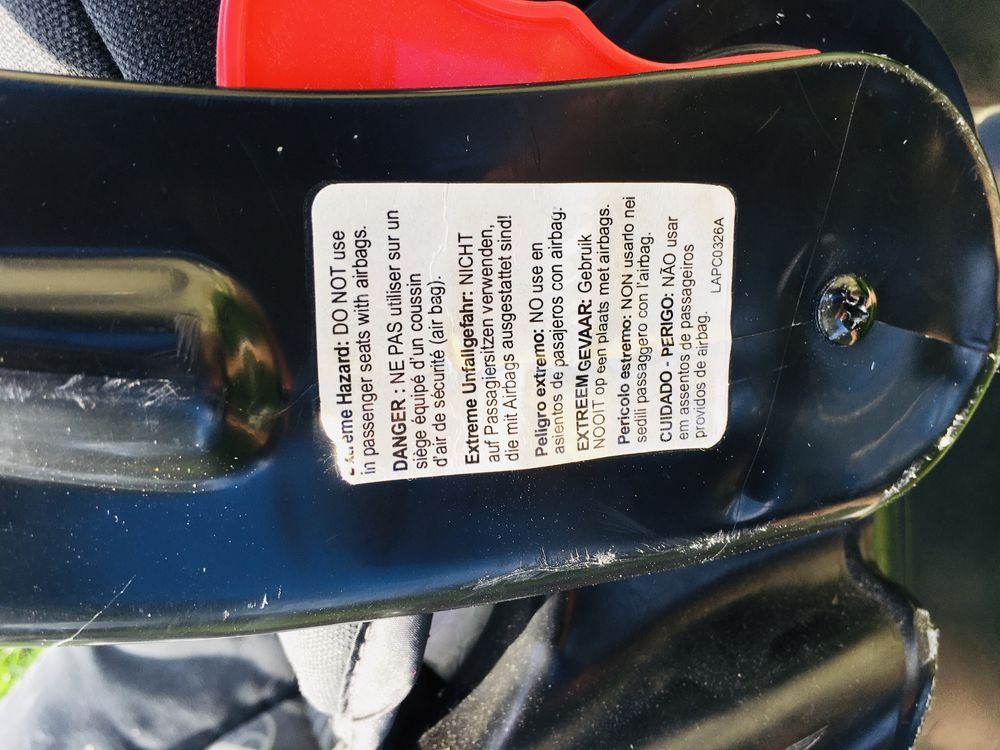 Extreme Hazard: DO NOT use
in passenger seats with airbags.
DANGER : NE PAS utiliser sur un
siège équipé d'un coussin
d'air de sécurité (air bag).
Extreme Unfallgefahr: NICHT
auf Passagiersitzen verwenden,
die mit Airbags ausgestattet sind!
Peligro extremo: NO use en
asientos de pasajeros con airbag.
EXTREEM GEVAAR: Gebruik
NOOIT op een plaats met airbags.
Pericolo estremo: NON usarlo nei
sedili passaggero con l'airbag.
CUIDADO - PERIGO: NÃO usar
em assentos de passageiros
providos de airbag.
LAPC0326A